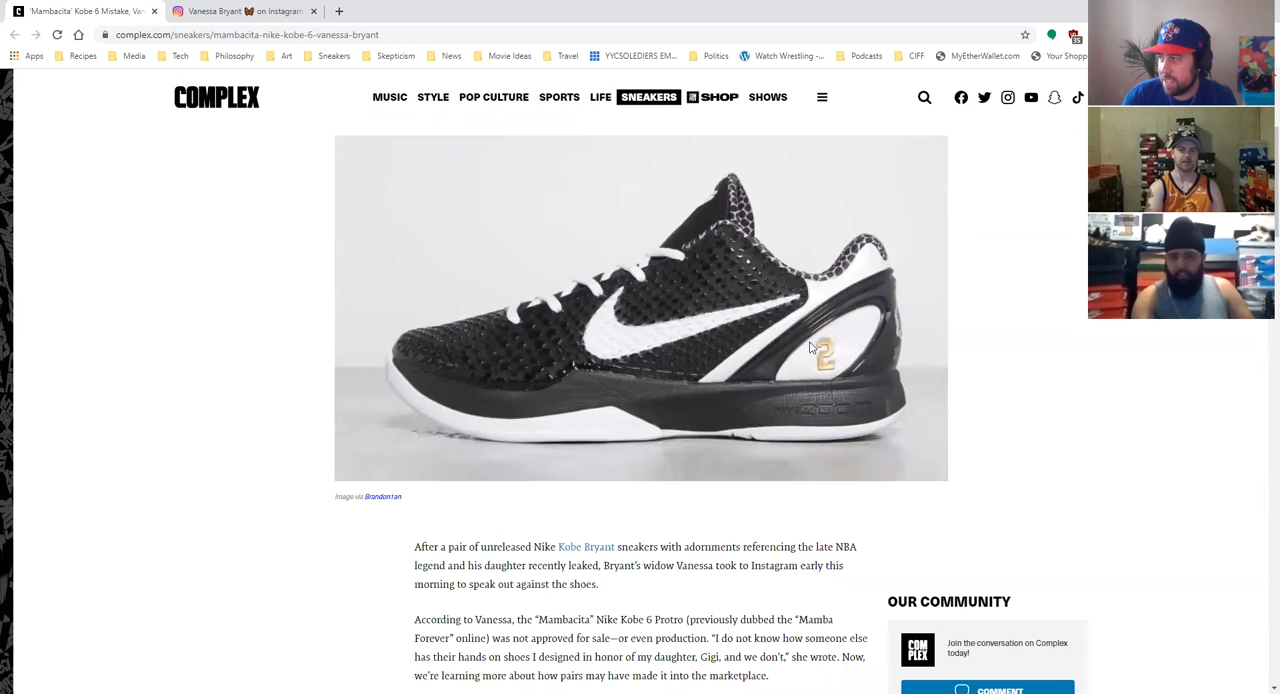 'Mambacita' Kobe 6 Mistake, Van
Vanessa Bryant 🦋 on Instagram
complex.com/sneakers/mambacita-nike-kobe-6-vanessa-bryant
35
Apps Recipes Media Tech Philosophy Art Sneakers Skepticism News Movie Ideas Travel YYCSOLEDIERS EM... Politics Watch Wrestling -... Podcasts CIFF MyEtherWallet.com Your Shopp
COMPLEX MUSIC STYLE POP CULTURE SPORTS LIFE SNEAKERS SHOP SHOWS
2
ZOOM
Image via Brandon1an
After a pair of unreleased Nike Kobe Bryant sneakers with adornments referencing the late NBA
legend and his daughter recently leaked, Bryant's widow Vanessa took to Instagram early this
morning to speak out against the shoes.
According to Vanessa, the “Mambacita” Nike Kobe 6 Protro (previously dubbed the “Mamba
Forever” online) was not approved for sale—or even production. “I do not know how someone else
has their hands on shoes I designed in honor of my daughter, Gigi, and we don't,” she wrote. Now,
we're learning more about how pairs may have made it into the marketplace.
OUR COMMUNITY
COM
PLEX
Join the conversation on Complex
today!
COMMENT